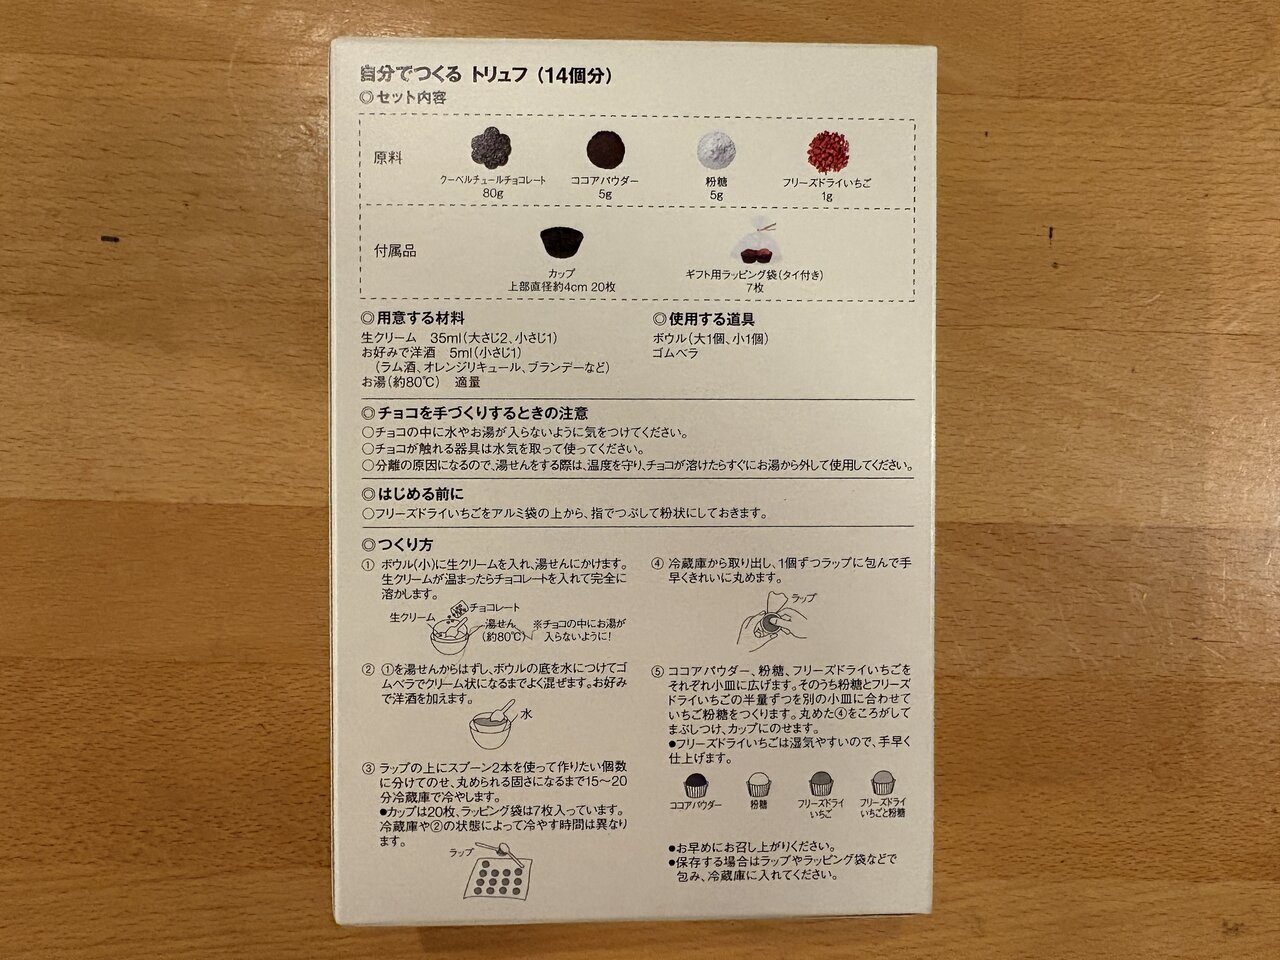 自分でつくる トリュフ（14個分）
◎セット内容
原料
クーベルチュールチョコレート
80g
ココアパウダー
5g
粉糖
5g
フリーズドライいちご
1g
付属品
カップ
上部直径約4cm 20枚
ギフト用ラッピング袋（タイ付き）
7枚
◎用意する材料
生クリーム　35ml（大さじ2、小さじ1）
お好みで洋酒　5ml（小さじ1）
（ラム酒、オレンジリキュール、ブランデーなど）
お湯（約80℃）　適量
◎使用する道具
ボウル（大1個、小1個）
ゴムベラ
◎チョコを手づくりするときの注意
○チョコの中に水やお湯が入らないように気をつけてください。
○チョコが触れる器具は水気を取って使ってください。
○分離の原因になるので、湯せんをする際は、温度を守り、チョコが溶けたらすぐにお湯から外して使用してください。
◎はじめる前に
○フリーズドライいちごをアルミ袋の上から、指でつぶして粉状にしておきます。
◎つくり方
① ボウル（小）に生クリームを入れ、湯せんにかけます。
生クリームが温まったらチョコレートを入れて完全に
溶かします。
チョコレート
生クリーム
湯せん
（約80℃）
※チョコの中にお湯が
入らないように！
② ①を湯せんからはずし、ボウルの底を水につけてゴ
ムベラでクリーム状になるまでよく混ぜます。お好み
で洋酒を加えます。
水
③ ラップの上にスプーン2本を使って作りたい個数
に分けてのせ、丸められる固さになるまで15～20
分冷蔵庫で冷やします。
●カップは20枚、ラッピング袋は7枚入っています。
冷蔵庫や②の状態によって冷やす時間は異なり
ます。
ラップ
④ 冷蔵庫から取り出し、1個ずつラップに包んで手
早くきれいに丸めます。
ラップ
⑤ ココアパウダー、粉糖、フリーズドライいちごを
それぞれ小皿に広げます。そのうち粉糖とフリーズ
ドライいちごの半量ずつを別の小皿に合わせて
いちご粉糖をつくります。丸めた④をころがして
まぶしつけ、カップにのせます。
●フリーズドライいちごは湿気やすいので、手早く
仕上げます。
ココアパウダー
粉糖
フリーズドライ
いちご
フリーズドライ
いちごと粉糖
●お早めにお召し上がりください。
●保存する場合はラップやラッピング袋などで
包み、冷蔵庫に入れてください。